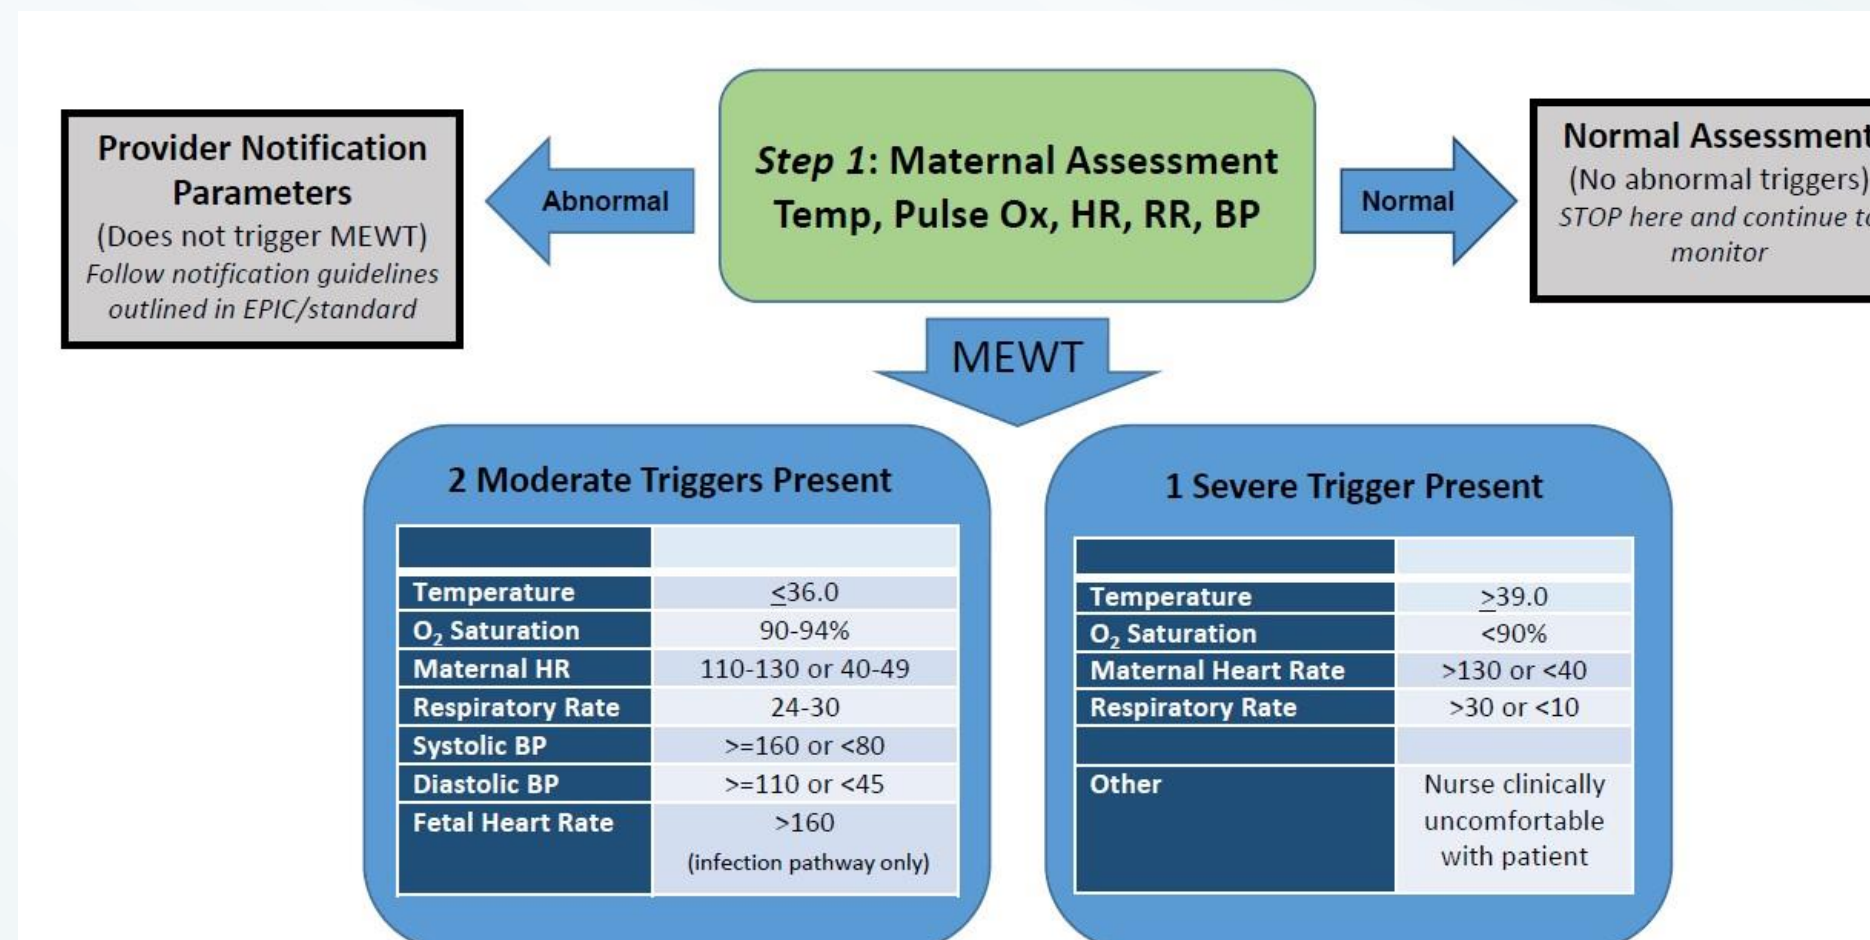 Provider Notification
Parameters
(Does not trigger MEWT)
Follow notification guidelines
outlined in EPIC/standard
Abnormal
Step 1: Maternal Assessment
Temp, Pulse Ox, HR, RR, BP
Normal
Normal Assessment
(No abnormal triggers)
STOP here and continue to
monitor
MEWT
2 Moderate Triggers Present
Temperature ≤36.0
O₂ Saturation 90-94%
Maternal HR 110-130 or 40-49
Respiratory Rate 24-30
Systolic BP >=160 or <80
Diastolic BP >=110 or <45
Fetal Heart Rate >160
(infection pathway only)
1 Severe Trigger Present
Temperature ≥39.0
O₂ Saturation <90%
Maternal Heart Rate >130 or <40
Respiratory Rate >30 or <10
Other Nurse clinically
uncomfortable
with patient